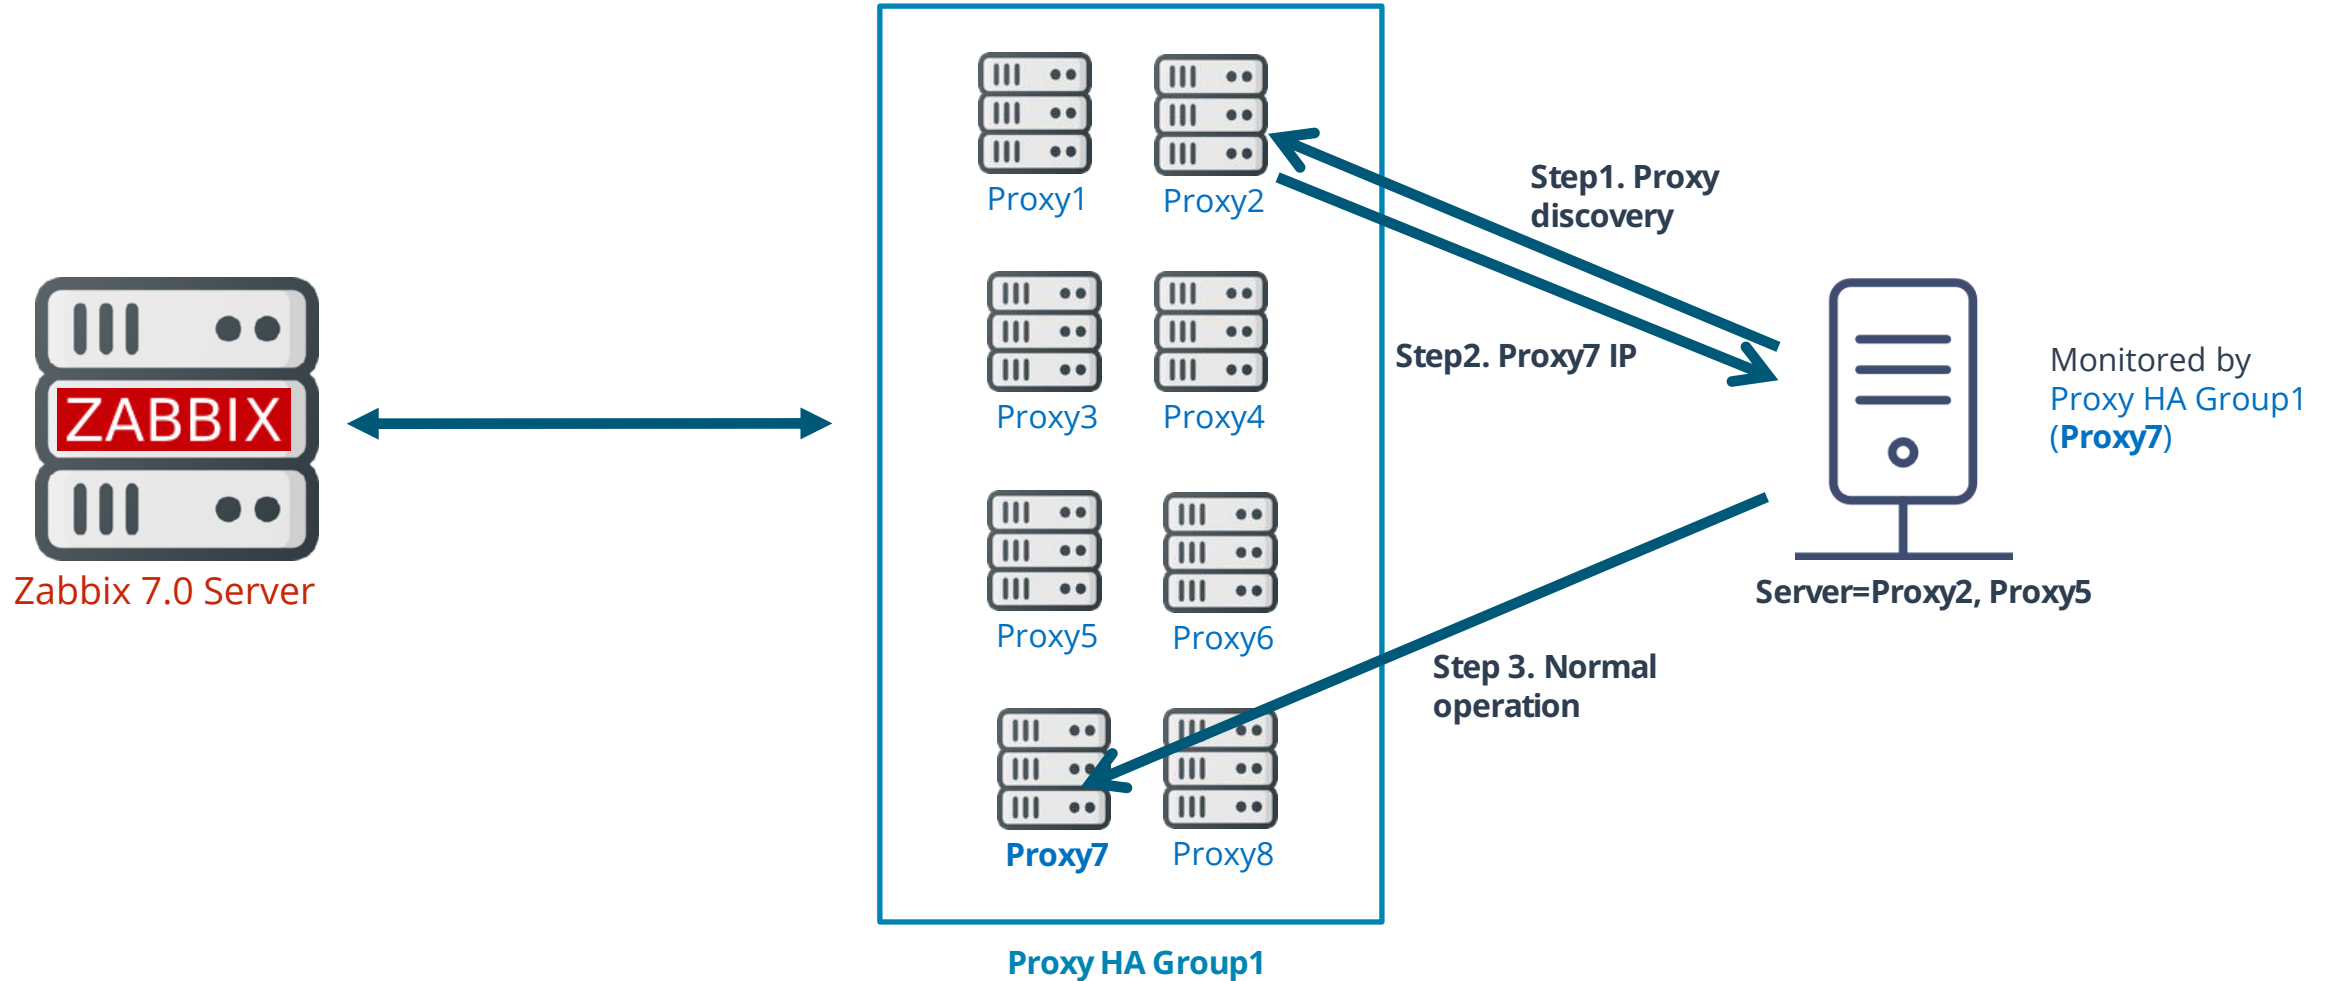 Proxy1
Proxy2
Step1. Proxy
discovery
Proxy3
Proxy4
Step2. Proxy7 IP
Monitored by
Proxy HA Group1
(Proxy7)
ZABBIX
Zabbix 7.0 Server
Server=Proxy2, Proxy5
Proxy5
Proxy6
Step 3. Normal
operation
Proxy7
Proxy8
Proxy HA Group1